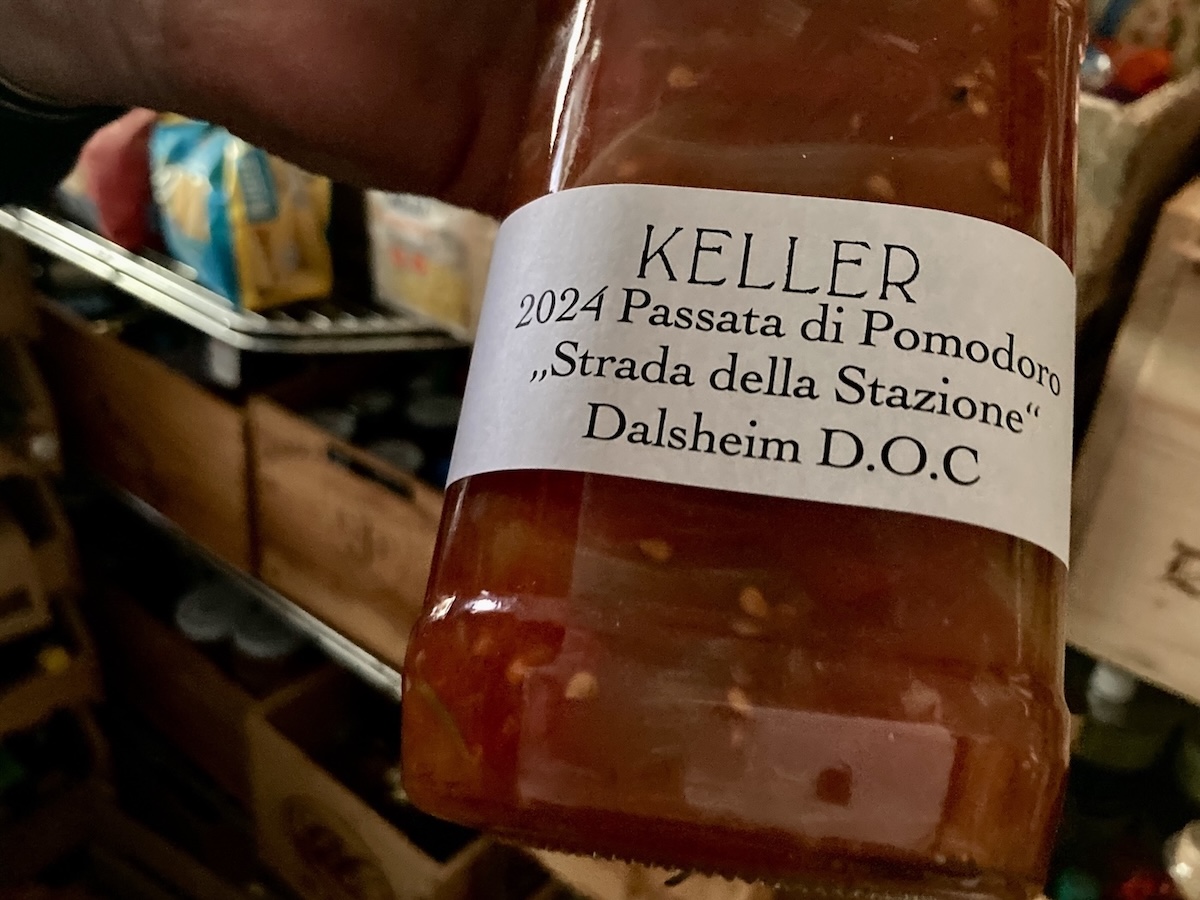 KELLER
2024 Passata di Pomodoro
„Strada della Stazione“
Dalsheim D.O.C